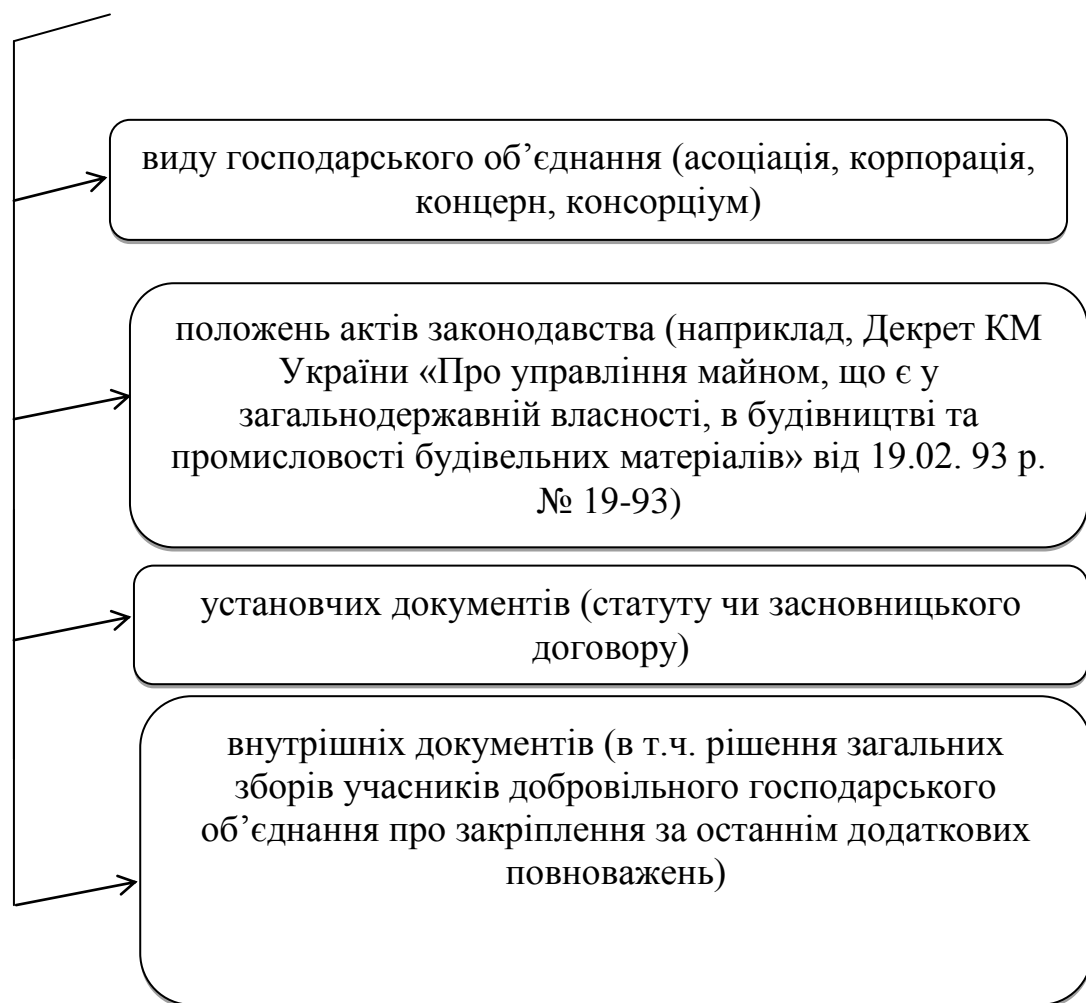 виду господарського об’єднання (асоціація, корпорація,
концерн, консорціум)
положень актів законодавства (наприклад, Декрет КМ
України «Про управління майном, що є у
загальнодержавній власності, в будівництві та
промисловості будівельних матеріалів» від 19.02. 93 р.
№ 19-93)
установчих документів (статуту чи засновницького
договору)
внутрішніх документів (в т.ч. рішення загальних
зборів учасників добровільного господарського
об’єднання про закріплення за останнім додаткових
повноважень)